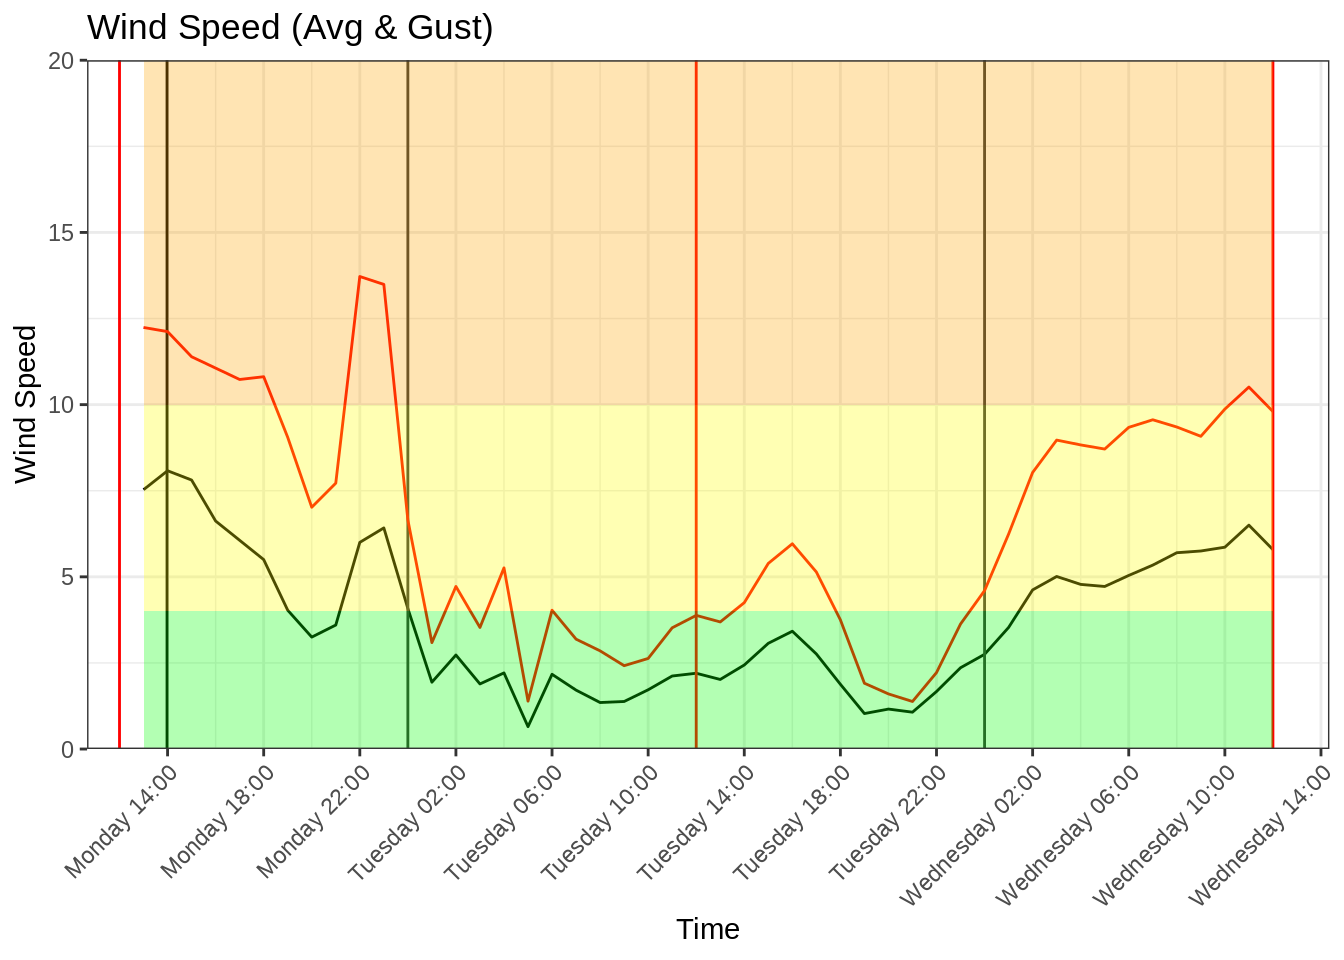 Wind Speed (Avg & Gust)
20
15
10
5
0
Wind Speed
Monday 14:00
Monday 18:00
Monday 22:00
Tuesday 02:00
Tuesday 06:00
Tuesday 10:00
Tuesday 14:00
Tuesday 18:00
Tuesday 22:00
Wednesday 02:00
Wednesday 06:00
Wednesday 10:00
Wednesday 14:00
Time